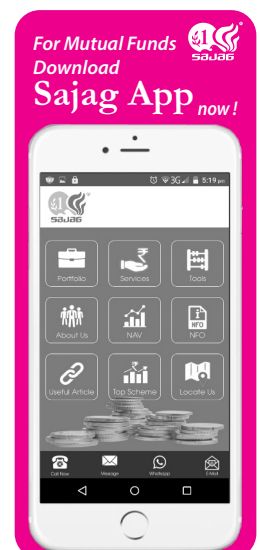 For Mutual Funds
Download
Sajag App now !
SAJAG
3G 5:19 pm
SAJAG
Portfolio Services Tools
About Us NAV NFO
NFO
Useful Article Top Scheme Locate Us
Call Now Message Whatsapp E-Mail